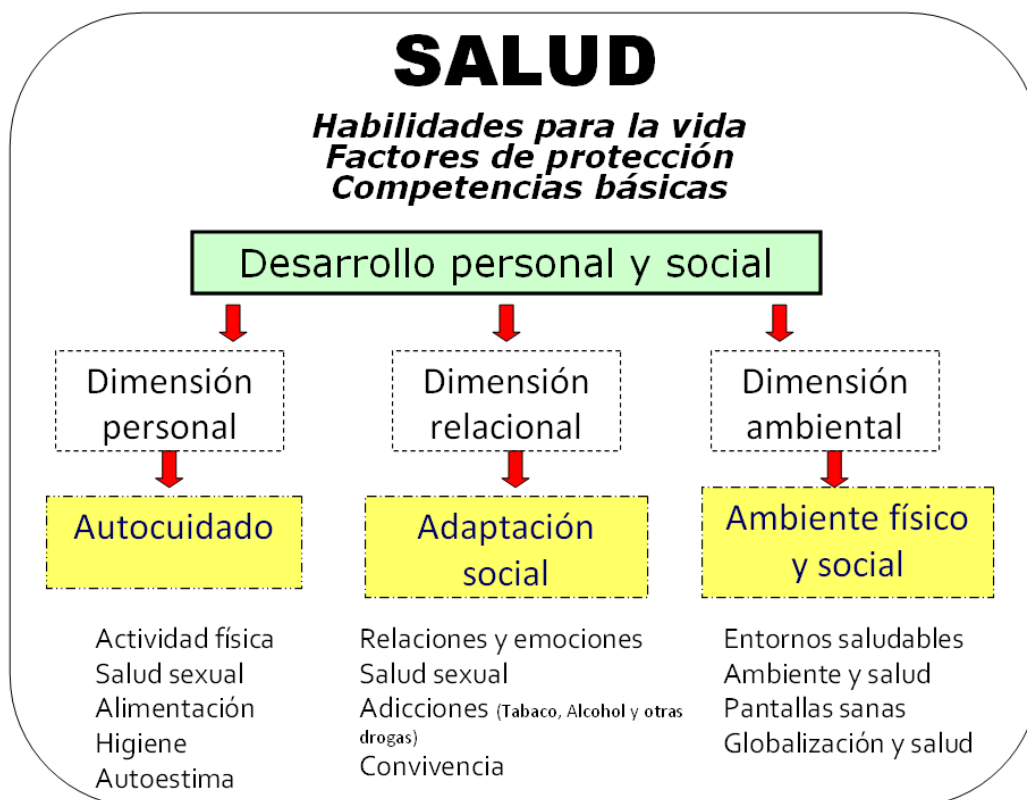 SALUD
Habilidades para la vida
Factores de protección
Competencias básicas
Desarrollo personal y social
Dimensión
personal
Dimensión
relacional
Dimensión
ambiental
Autocuidado
Adaptación
social
Ambiente físico
y social
Actividad física
Salud sexual
Alimentación
Higiene
Autoestima
Relaciones y emociones
Salud sexual
Adicciones (Tabaco, Alcohol y otras
drogas)
Convivencia
Entornos saludables
Ambiente y salud
Pantallas sanas
Globalización y salud